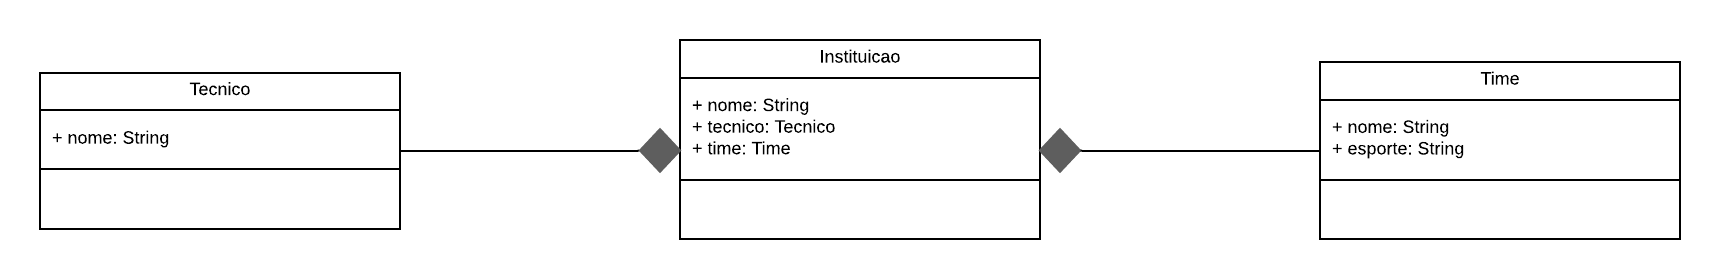 Tecnico
+ nome: String
Instituicao
+ nome: String
+ tecnico: Tecnico
+ time: Time
Time
+ nome: String
+ esporte: String